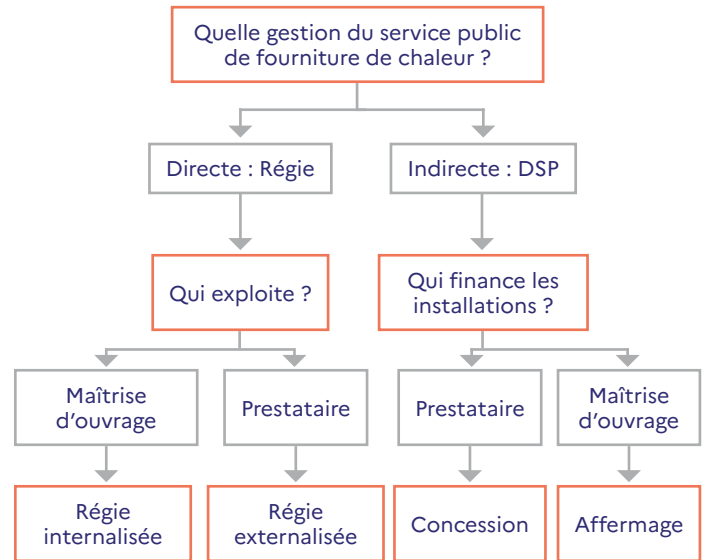 Quelle gestion du service public
de fourniture de chaleur ?
Directe : Régie
Indirecte : DSP
Qui exploite ?
Qui finance les
installations ?
Maîtrise
d'ouvrage
Prestataire
Prestataire
Maîtrise
d'ouvrage
Régie
internalisée
Régie
externalisée
Concession
Affermage